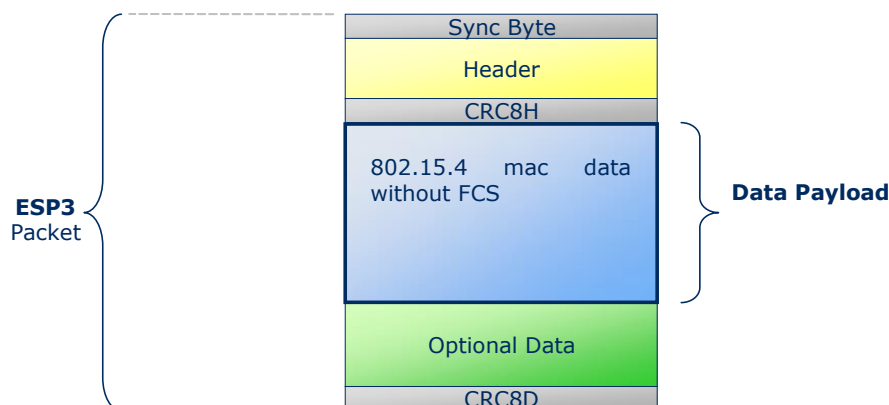 Sync Byte
Header
CRC8H
802.15.4 mac data
without FCS
ESP3
Packet
Data Payload
Optional Data
CRC8D